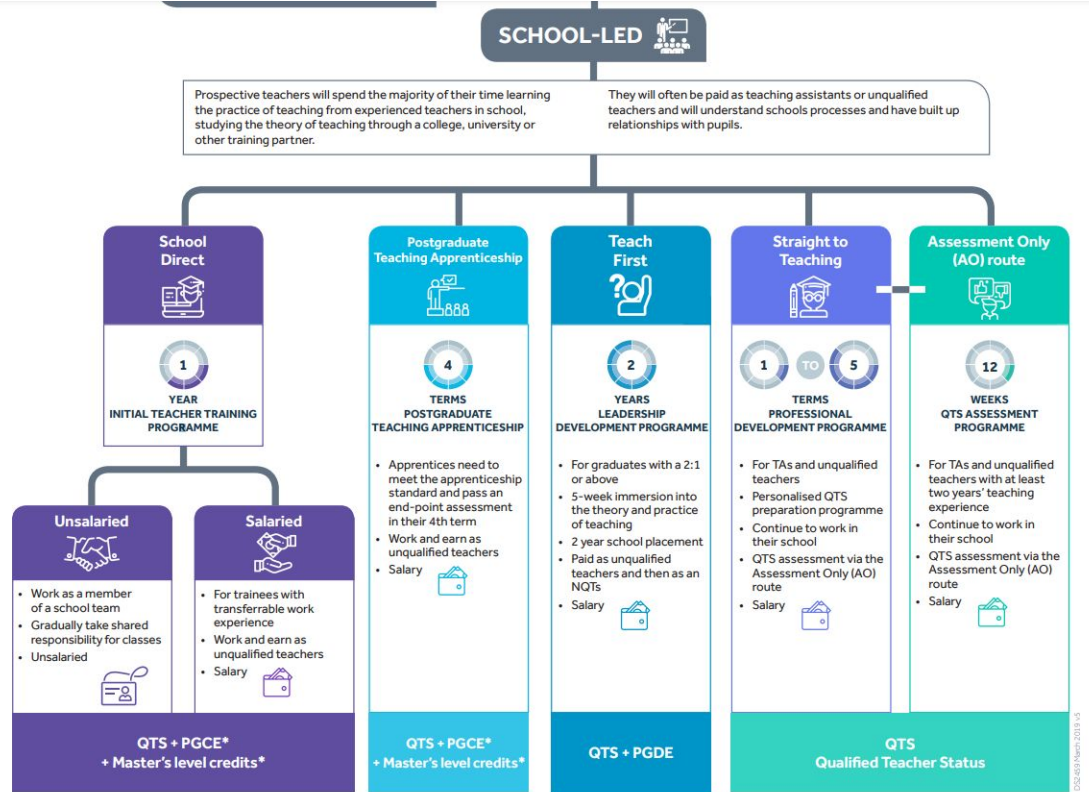 SCHOOL-LED
Prospective teachers will spend the majority of their time learning
the practice of teaching from experienced teachers in school,
studying the theory of teaching through a college, university or
other training partner.
They will often be paid as teaching assistants or unqualified
teachers and will understand schools processes and have built up
relationships with pupils.
School
Direct
1
YEAR
INITIAL TEACHER TRAINING
PROGRAMME
Unsalaried
• Work as a member
of a school team
• Gradually take shared
responsibility for classes
• Unsalaried
Salaried
• For trainees with
transferrable work
experience
• Work and earn as
unqualified teachers
• Salary
QTS + PGCE*
+ Master's level credits*
Postgraduate
Teaching Apprenticeship
4
TERMS
POSTGRADUATE
TEACHING APPRENTICESHIP
• Apprentices need to
meet the apprenticeship
standard and pass an
end-point assessment
in their 4th term
• Work and earn as
unqualified teachers
• Salary
QTS + PGCE*
+ Master's level credits*
Teach
First
?
2
YEARS
LEADERSHIP
DEVELOPMENT PROGRAMME
• For graduates with a 2:1
or above
• 5-week immersion into
the theory and practice
of teaching
• 2 year school placement
• Paid as unqualified
teachers and then as an
NQTs
• Salary
QTS + PGDE
Straight to
Teaching
1 TO 5
TERMS
PROFESSIONAL
DEVELOPMENT PROGRAMME
• For TAs and unqualified
teachers
• Personalised QTS
preparation programme
• Continue to work in
their school
• QTS assessment via the
Assessment Only (AO)
route
• Salary
Assessment Only
(AO) route
12
WEEKS
QTS ASSESSMENT
PROGRAMME
• For TAs and unqualified
teachers with at least
two years' teaching
experience
• Continue to work in
their school
• QTS assessment via the
Assessment Only (AO)
route
• Salary
QTS
Qualified Teacher Status
DS2459 March 2019 v5